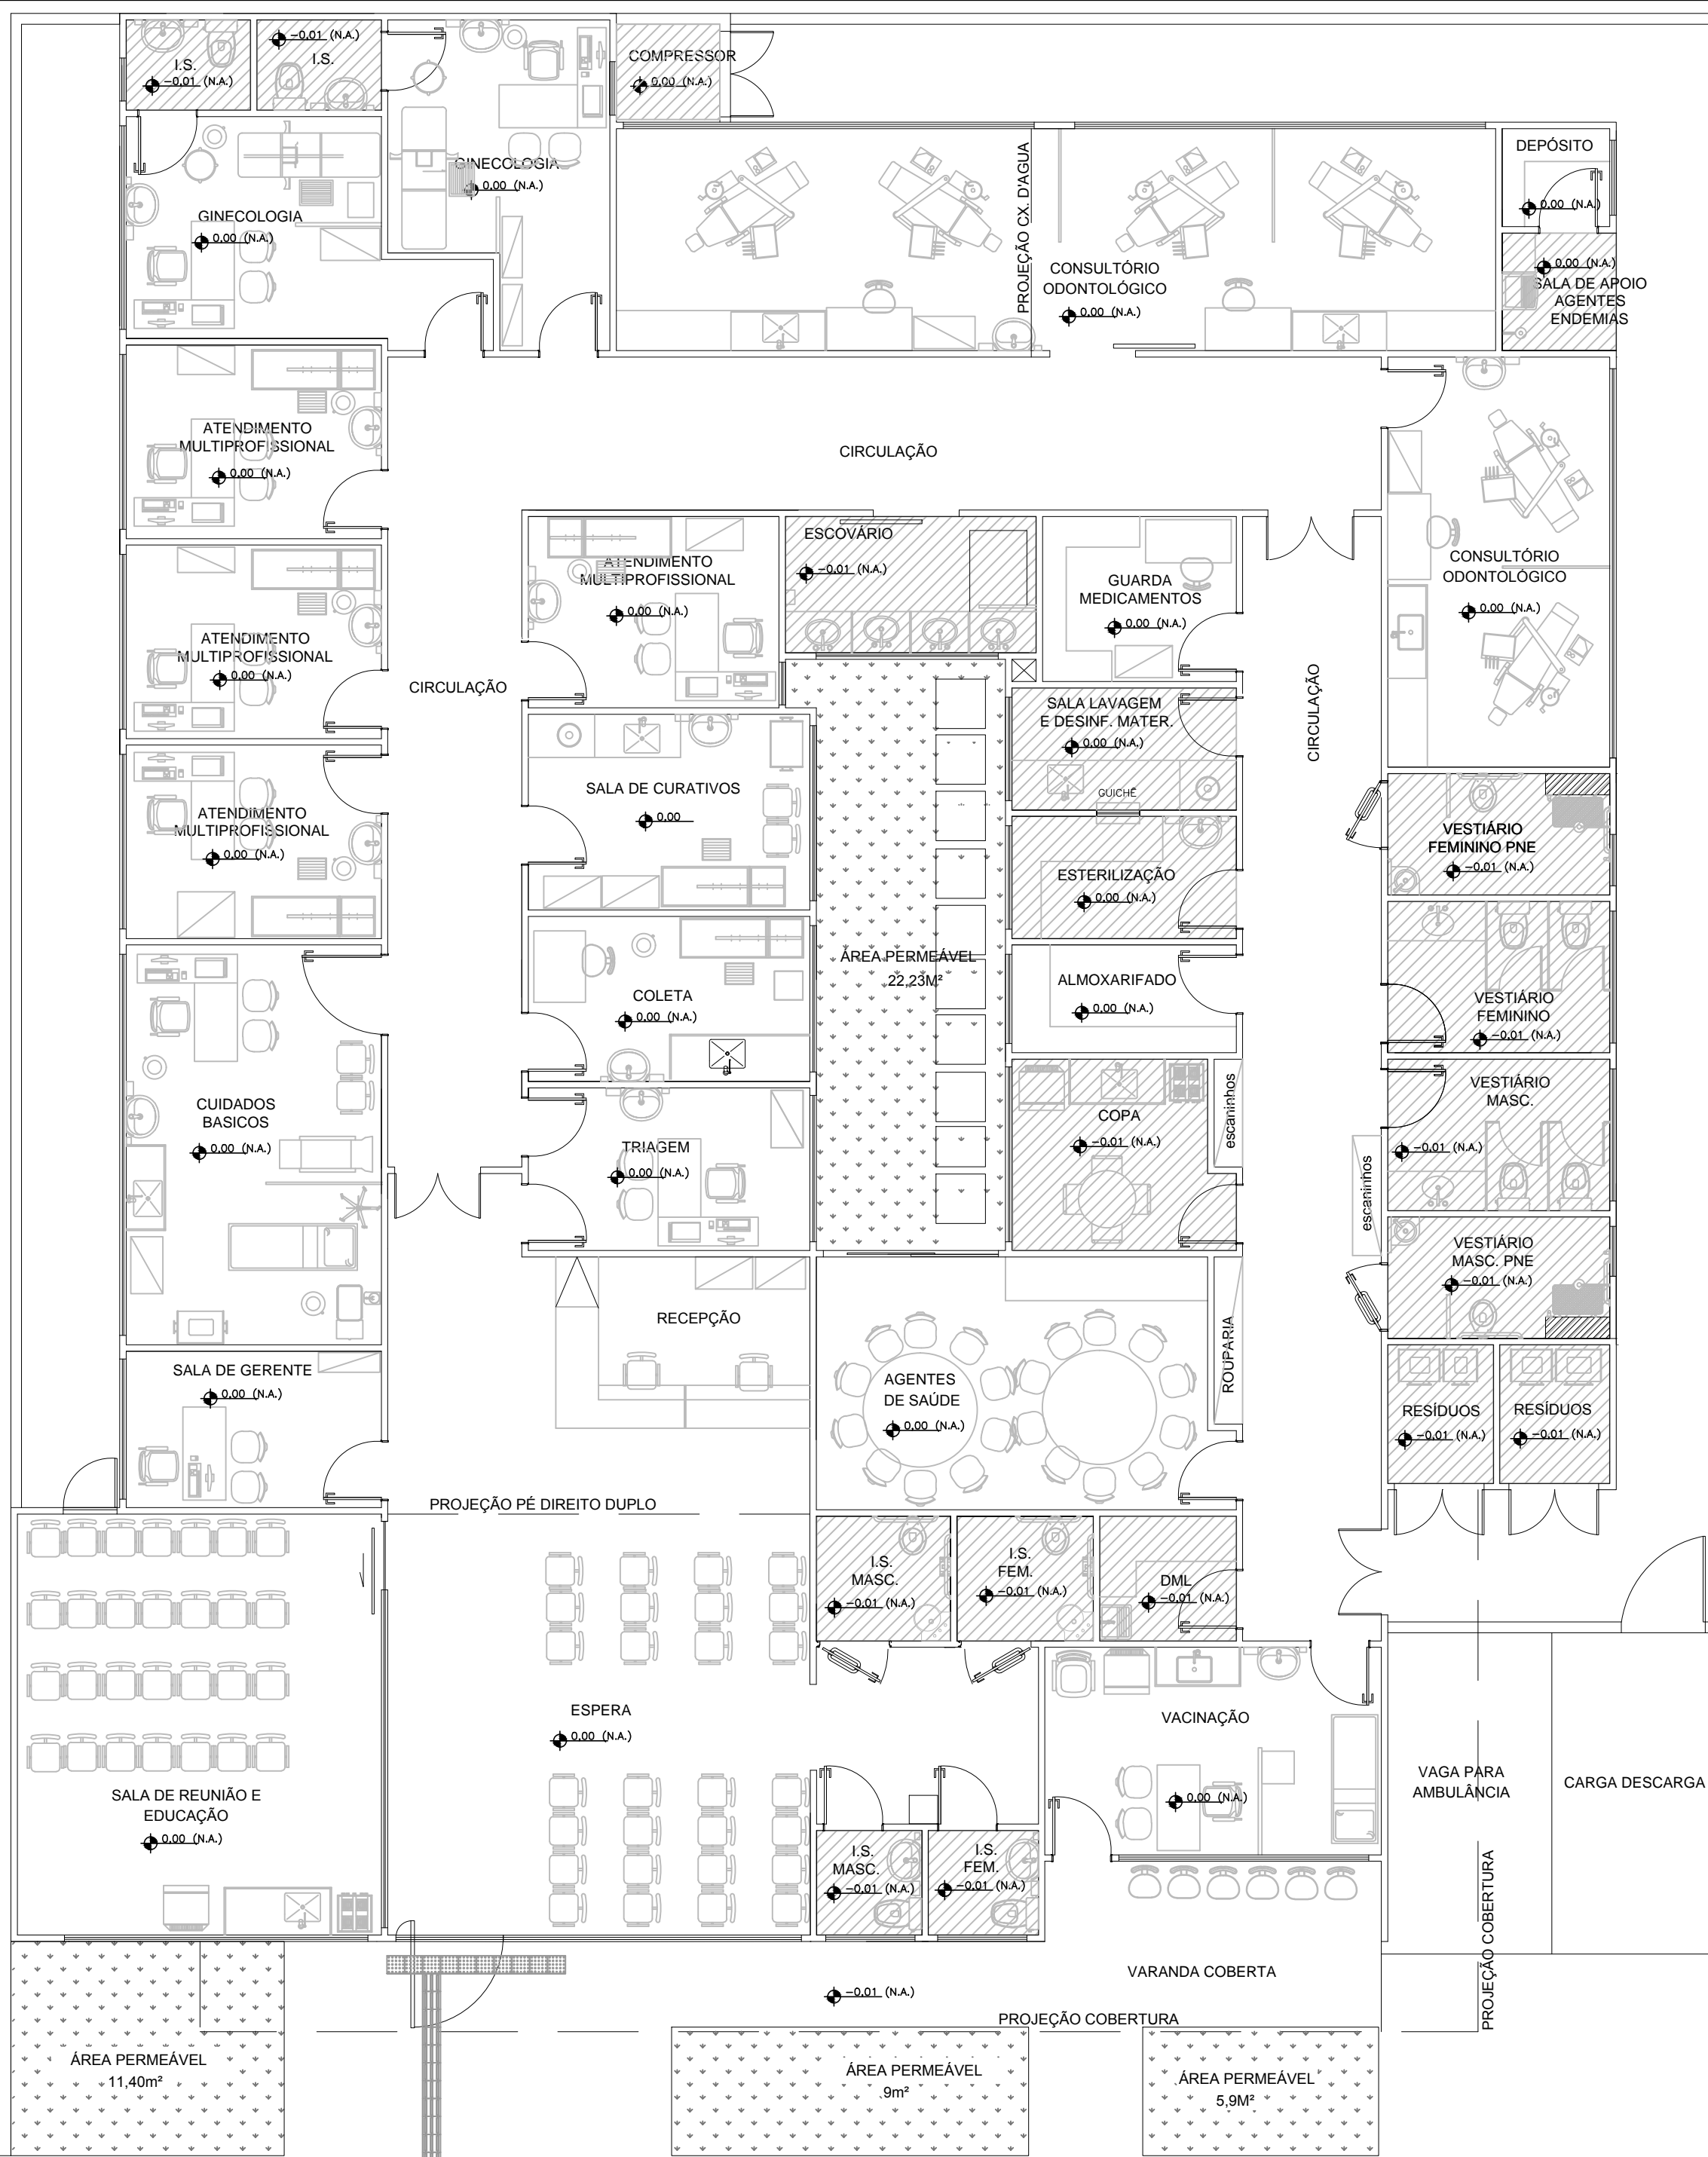 I.S.
-0.01 (N.A.)
-0.01 (N.A.)
I.S.
COMPRESSOR
0.00 (N.A.)
GINECOLOGIA
0.00 (N.A.)
GINECOLOGIA
0.00 (N.A.)
PROJEÇÃO CX. D'AGUA
CONSULTÓRIO
ODONTOLÓGICO
0.00 (N.A.)
DEPÓSITO
0.00 (N.A.)
0.00 (N.A.)
SALA DE APOIO
AGENTES
ENDEMIAS
ATENDIMENTO
MULTIPROFISSIONAL
0.00 (N.A.)
CIRCULAÇÃO
ATENDIMENTO
MULTIPROFISSIONAL
0.00 (N.A.)
ESCOVÁRIO
-0.01 (N.A.)
GUARDA
MEDICAMENTOS
0.00 (N.A.)
CONSULTÓRIO
ODONTOLÓGICO
0.00 (N.A.)
ATENDIMENTO
MULTIPROFISSIONAL
0.00 (N.A.)
CIRCULAÇÃO
SALA LAVAGEM
E DESINF. MATER.
0.00 (N.A.)
GUICHÊ
CIRCULAÇÃO
SALA DE CURATIVOS
0.00
ATENDIMENTO
MULTIPROFISSIONAL
0.00 (N.A.)
VESTIÁRIO
FEMININO PNE
-0.01 (N.A.)
ESTERILIZAÇÃO
0.00 (N.A.)
ÁREA PERMEÁVEL
22,23M²
COLETA
0.00 (N.A.)
ALMOXARIFADO
0.00 (N.A.)
VESTIÁRIO
FEMININO
-0.01 (N.A.)
CUIDADOS
BASICOS
0.00 (N.A.)
TRIAGEM
0.00 (N.A.)
COPA
-0.01 (N.A.)
escaninhos
VESTIÁRIO
MASC.
-0.01 (N.A.)
escaninhos
VESTIÁRIO
MASC. PNE
-0.01 (N.A.)
RECEPÇÃO
SALA DE GERENTE
0.00 (N.A.)
AGENTES
DE SAÚDE
0.00 (N.A.)
ROUPARIA
RESÍDUOS
-0.01 (N.A.)
RESÍDUOS
-0.01 (N.A.)
PROJEÇÃO PÉ DIREITO DUPLO
I.S.
MASC.
-0.01 (N.A.)
I.S.
FEM.
-0.01 (N.A.)
DML
-0.01 (N.A.)
ESPERA
0.00 (N.A.)
VACINAÇÃO
0.00 (N.A.)
VAGA PARA
AMBULÂNCIA
CARGA DESCARGA
SALA DE REUNIÃO E
EDUCAÇÃO
0.00 (N.A.)
I.S.
MASC.
-0.01 (N.A.)
I.S.
FEM.
-0.01 (N.A.)
PROJEÇÃO COBERTURA
VARANDA COBERTA
-0.01 (N.A.)
PROJEÇÃO COBERTURA
ÁREA PERMEÁVEL
11,40m²
ÁREA PERMEÁVEL
9m²
ÁREA PERMEÁVEL
5,9M²